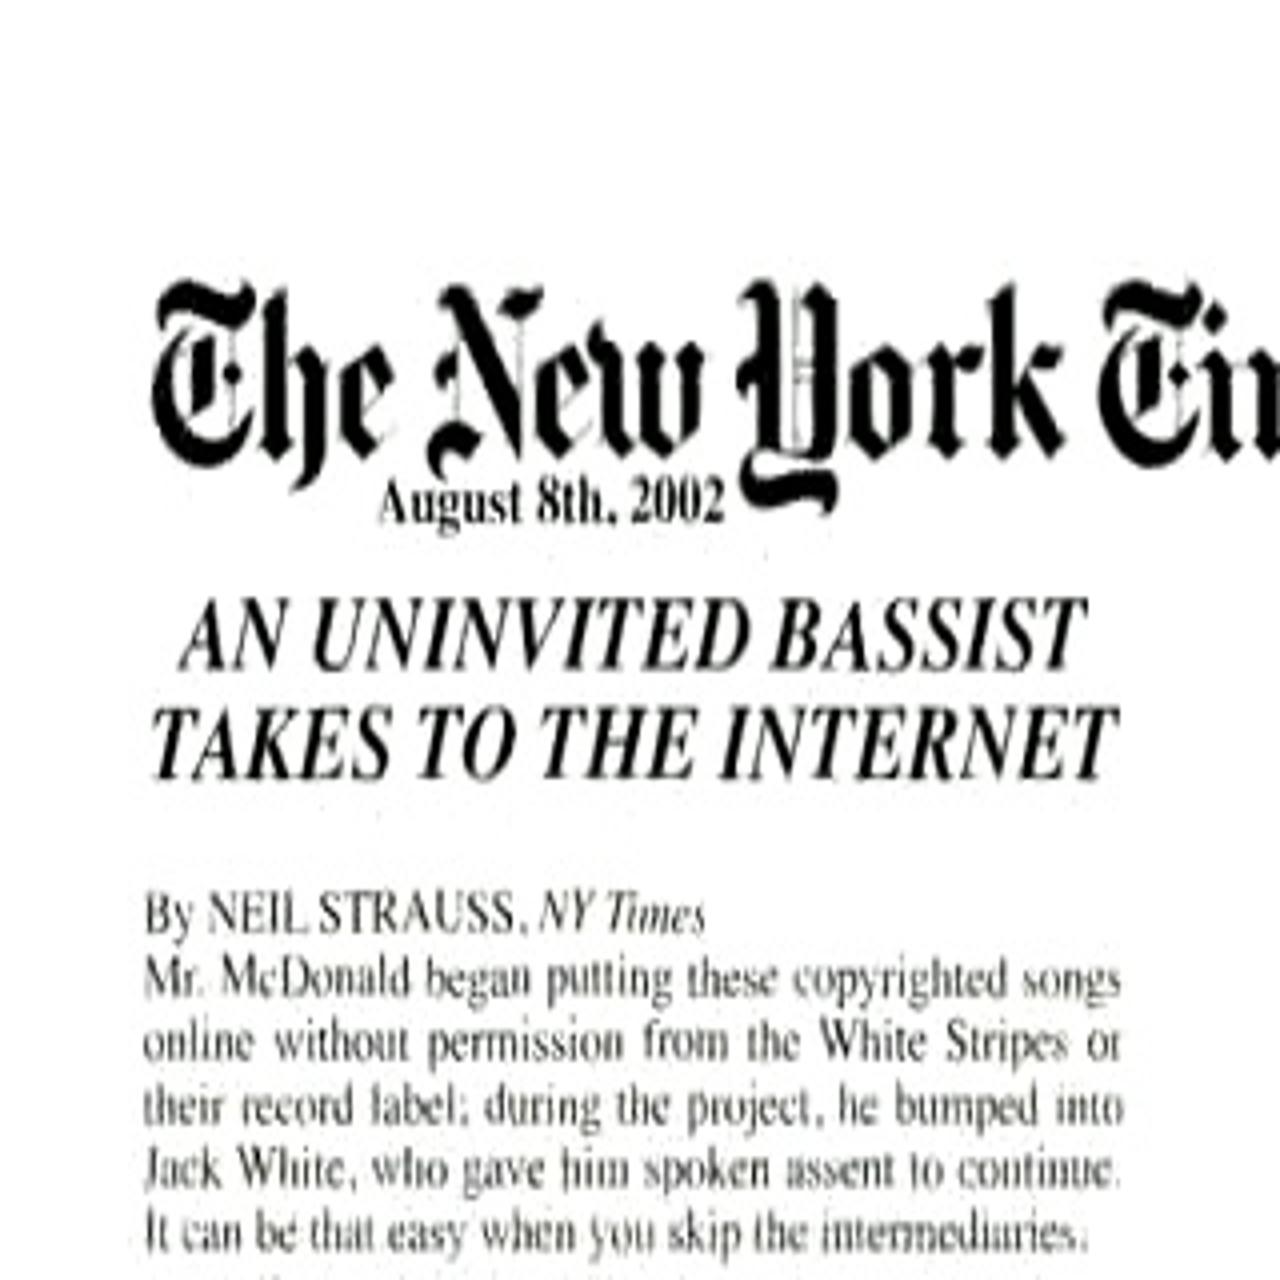 The New York Tim
August 8th, 2002
AN UNINVITED BASSIST
TAKES TO THE INTERNET
By NEIL STRAUSS, NY Times
Mr. McDonald began putting these copyrighted songs
online without permission from the White Stripes or
their record label; during the project, he bumped into
Jack White, who gave him spoken assent to continue.
It can be that easy when you skip the intermediaries.